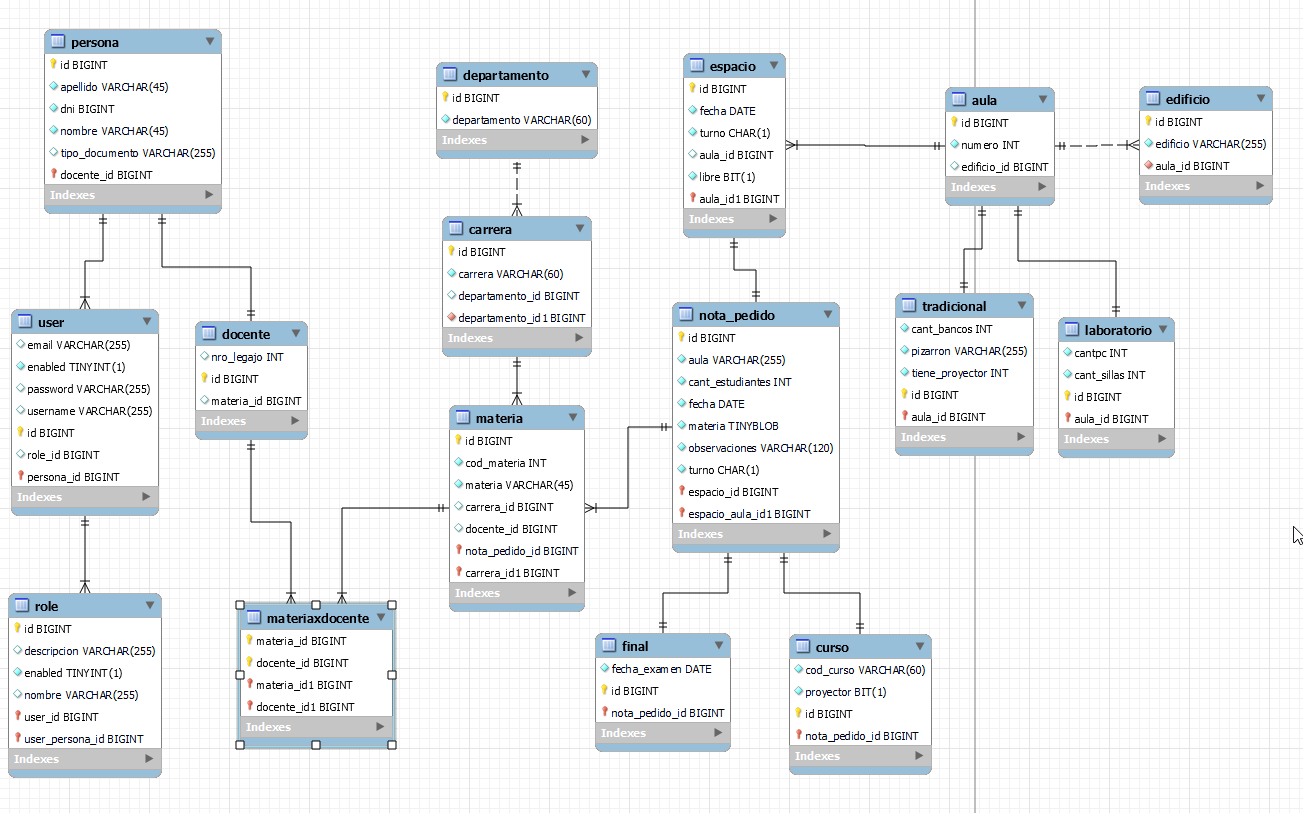 persona
id BIGINT
apellido VARCHAR(45)
dni BIGINT
nombre VARCHAR(45)
tipo_documento VARCHAR(255)
docente_id BIGINT
Indexes
departamento
id BIGINT
departamento VARCHAR(60)
Indexes
espacio
id BIGINT
fecha DATE
turno CHAR(1)
aula_id BIGINT
libre BIT(1)
aula_id1 BIGINT
Indexes
aula
id BIGINT
numero INT
edificio_id BIGINT
Indexes
edificio
id BIGINT
edificio VARCHAR(255)
aula_id BIGINT
Indexes
carrera
id BIGINT
carrera VARCHAR(60)
departamento_id BIGINT
departamento_id1 BIGINT
Indexes
user
email VARCHAR(255)
enabled TINYINT(1)
password VARCHAR(255)
username VARCHAR(255)
id BIGINT
role_id BIGINT
persona_id BIGINT
Indexes
docente
nro_legajo INT
id BIGINT
materia_id BIGINT
Indexes
materia
id BIGINT
cod_materia INT
materia VARCHAR(45)
carrera_id BIGINT
docente_id BIGINT
nota_pedido_id BIGINT
carrera_id1 BIGINT
Indexes
nota_pedido
id BIGINT
aula VARCHAR(255)
cant_estudiantes INT
fecha DATE
materia TINYBLOB
observaciones VARCHAR(120)
turno CHAR(1)
espacio_id BIGINT
espacio_aula_id1 BIGINT
Indexes
tradicional
cant_bancos INT
pizarron VARCHAR(255)
tiene_proyector INT
id BIGINT
aula_id BIGINT
Indexes
laboratorio
cantpc INT
cant_sillas INT
id BIGINT
aula_id BIGINT
Indexes
role
id BIGINT
descripcion VARCHAR(255)
enabled TINYINT(1)
nombre VARCHAR(255)
user_id BIGINT
user_persona_id BIGINT
Indexes
materiaxdocente
materia_id BIGINT
docente_id BIGINT
materia_id1 BIGINT
docente_id1 BIGINT
Indexes
final
fecha_examen DATE
id BIGINT
nota_pedido_id BIGINT
Indexes
curso
cod_curso VARCHAR(60)
proyector BIT(1)
id BIGINT
nota_pedido_id BIGINT
Indexes